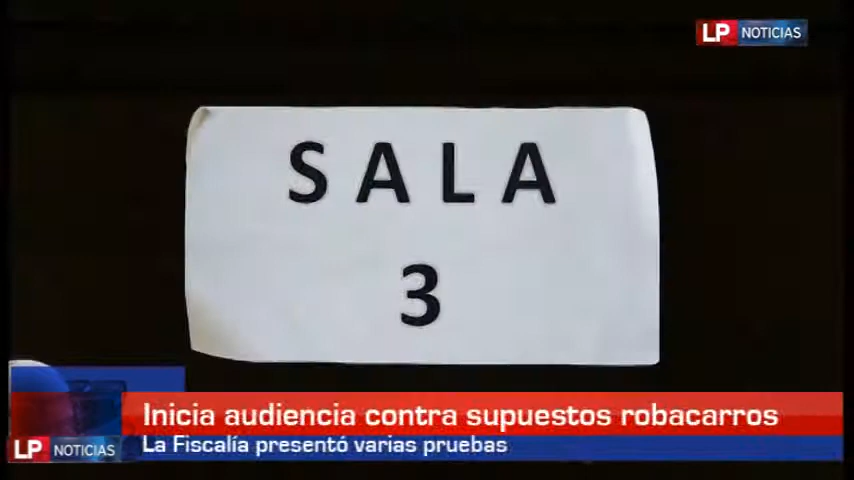 LP NOTICIAS
SALA
3
Inicia audiencia contra supuestos robacarros
La Fiscalía presentó varias pruebas
LP NOTICIAS